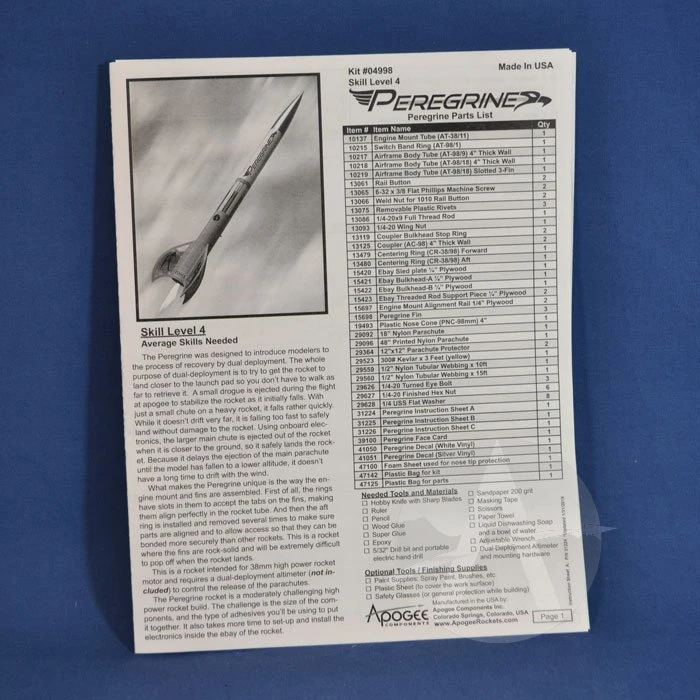 PEREGRINE
Skill Level 4
Average Skills Needed
The Peregrine was designed to introduce modelers to
the process of recovery by dual deployment. The whole
purpose of dual-deployment is to try to get the rocket to
land closer to the launch pad so you don't have to walk as
far to retrieve it. A small drogue is ejected during the flight
at apogee to stabilize the rocket as it initially falls. With
just a small chute on a heavy rocket, it falls rather quickly.
While it doesn't drift very far, it is falling too fast to safely
land without damage to the rocket. Using onboard elec-
tronics, the larger main chute is ejected out of the rocket
when it is closer to the ground, so it safely lands the rock-
et. Because it delays the ejection of the main parachute
until the model has fallen to a lower altitude, it doesn't
have a long time to drift with the wind.
What makes the Peregrine unique is the way the en-
gine mount and fins are assembled. First of all, the rings
have slots in them to accept the tabs on the fins, making
them align perfectly in the rocket tube. And then the aft
ring is installed and removed several times to make sure
parts are aligned and to allow access so that they can be
bonded more securely than other rockets. This is a rocket
where the fins are rock-solid and will be extremely difficult
to pop off when the rocket lands.
This is a rocket intended for 38mm high power rocket
motor and requires a dual-deployment altimeter (not in-
cluded) to control the release of the parachutes.
The Peregrine rocket is a moderately challenging high
power rocket build. The challenge is the size of the com-
ponents, and the type of adhesives you'll be using to put
it together. It also takes more time to set-up and install the
electronics inside the ebay of the rocket.
Kit #04998
Made In USA
Skill Level 4
PEREGRINE
Peregrine Parts List
Item # Item Name Qty
10137 Engine Mount Tube (AT-38/11) 1
10215 Switch Band Ring (AT-98/1) 1
10217 Airframe Body Tube (AT-98/9) 4" Thick Wall 1
10218 Airframe Body Tube (AT-98/18) 4" Thick Wall 1
10219 Airframe Body Tube (AT-98/18) Slotted 3-Fin 1
13061 Rail Button 2
13065 6-32 x 3/8 Flat Phillips Machine Screw 2
13066 Weld Nut for 1010 Rail Button 2
13075 Removable Plastic Rivets 3
13086 1/4-20x9 Full Thread Rod 1
13093 1/4-20 Wing Nut 1
13119 Coupler Bulkhead Stop Ring 2
13125 Coupler (AC-98) 4" Thick Wall 2
13479 Centering Ring (CR-38/98) Forward 1
13480 Centering Ring (CR-38/98) Aft 1
15420 Ebay Sled plate ⅛" Plywood 1
15421 Ebay Bulkhead-A ¼" Plywood 1
15422 Ebay Bulkhead-B ¼" Plywood 1
15423 Ebay Threaded Rod Support Piece ¼" Plywood 2
15697 Engine Mount Alignment Rail 1/4" Plywood 2
15698 Peregrine Fin 3
19493 Plastic Nose Cone (PNC-98mm) 4" 1
29092 18" Nylon Parachute 1
29096 48" Printed Nylon Parachute 1
29364 12"x12" Parachute Protector 2
29523 300# Kevlar x 3 Feet (yellow) 1
29559 1/2" Nylon Tubular Webbing x 10ft 1
29560 1/2" Nylon Tubular Webbing x 15ft 1
29626 1/4-20 Turned Eye Bolt 3
29627 1/4-20 Finished Hex Nut 6
29628 1/4 USS Flat Washer 8
31224 Peregrine Instruction Sheet A 1
31225 Peregrine Instruction Sheet B 1
31226 Peregrine Instruction Sheet C 1
39100 Peregrine Face Card 1
41050 Peregrine Decal (White Vinyl) 1
41051 Peregrine Decal (Silver Vinyl) 1
47100 Foam Sheet used for nose tip protection 1
47142 Plastic Bag for kit 1
47125 Plastic Bag for parts 1
Needed Tools and Materials
Hobby Knife with Sharp Blades
Ruler
Pencil
Wood Glue
Super Glue
Epoxy
5/32" Drill bit and portable
electric hand drill
Sandpaper 200 grit
Masking Tape
Scissors
Paper Towel
Liquid Dishwashing Soap
and a bowl of water
Adjustable Wrench
Dual Deployment Altimeter
and mounting hardware
Optional Tools / Finishing Supplies
Paint Supplies: Spray Paint, Brushes, etc.
Plastic Sheet (to cover the work surface)
Safety Glasses (or general protection while building)
APOGEE
COMPONENTS
Manufactured in the USA by:
Apogee Components Inc.
Colorado Springs, Colorado, USA
www.ApogeeRockets.com
Page 1
Instruction Sheet A